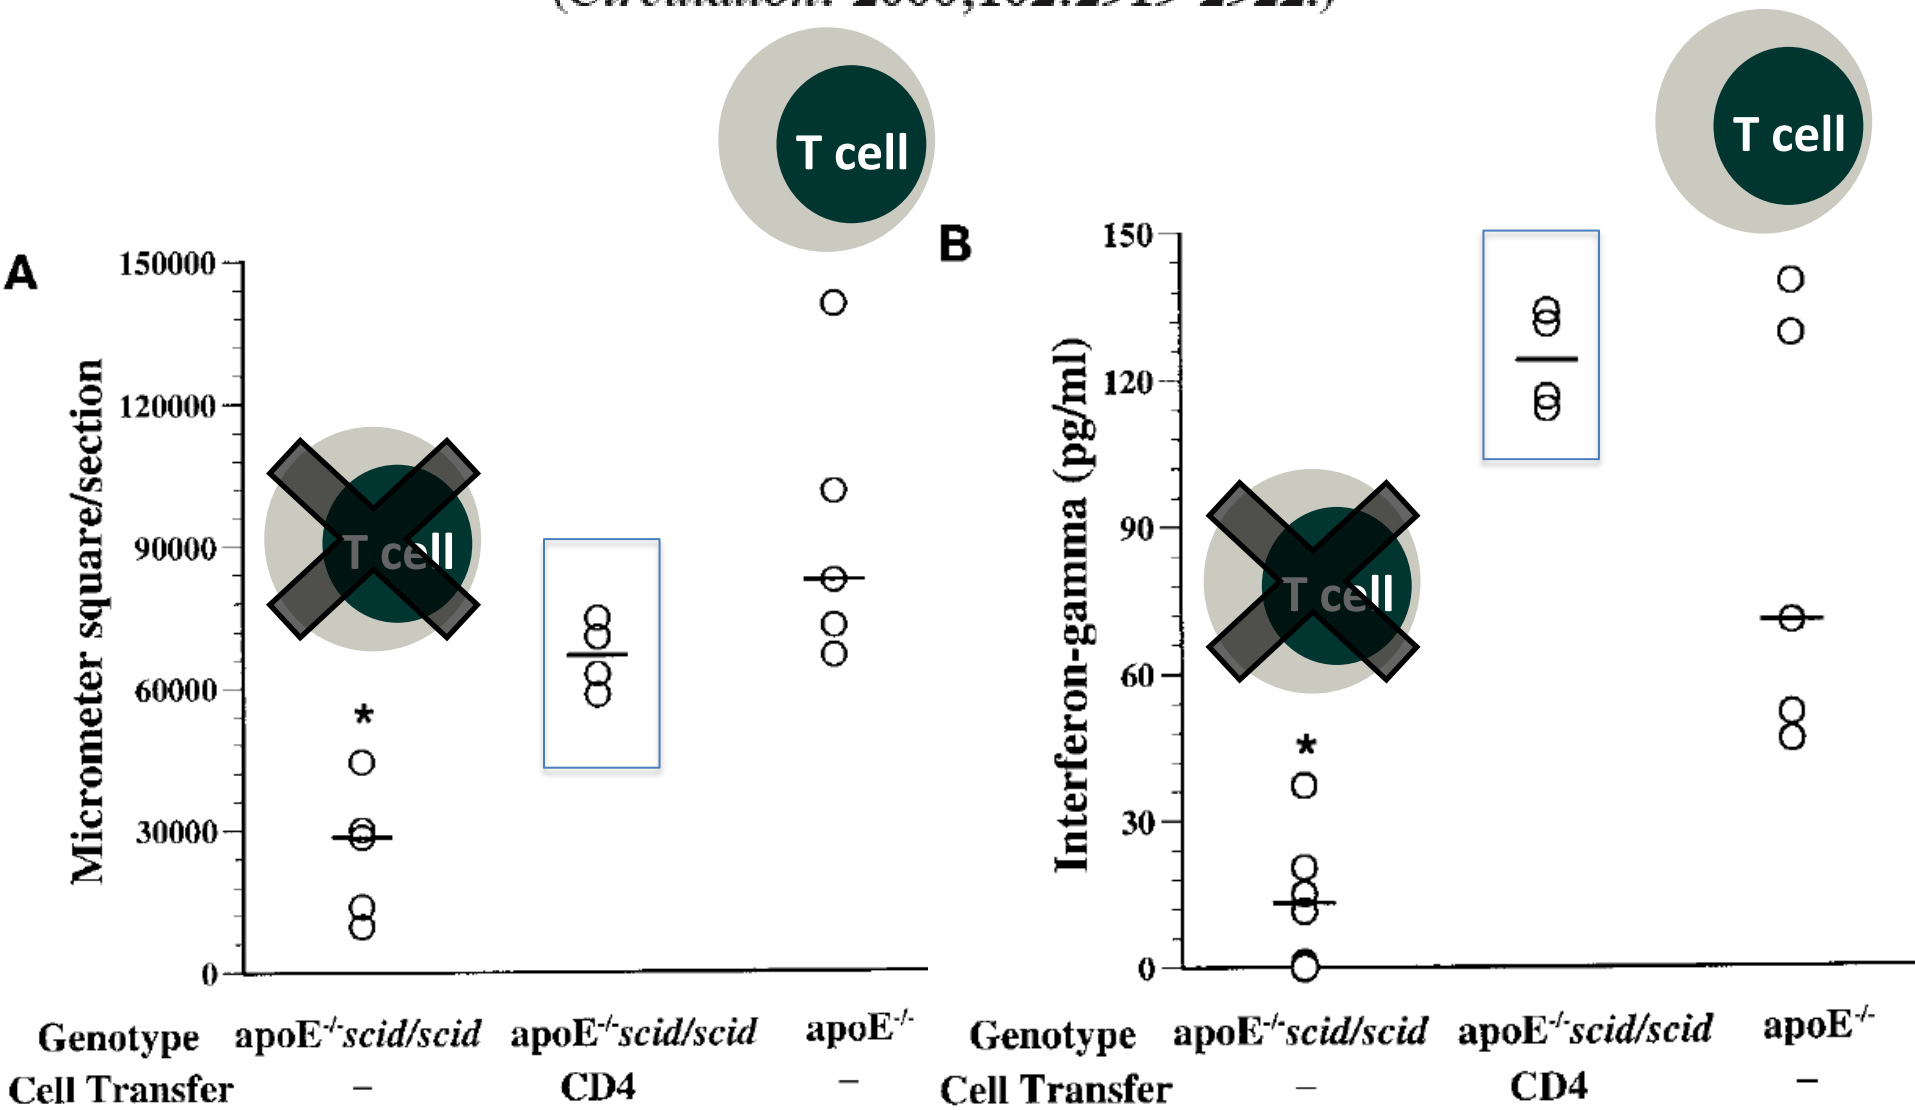 T cell
T cell
A
150000
120000
90000
60000
30000
0
Micrometer square/section
T cell
*
Genotype apoE-/-scid/scid apoE-/-scid/scid apoE-/-
Cell Transfer – CD4 –
B
150
120
90
60
30
0
Interferon-gamma (pg/ml)
T cell
*
Genotype apoE-/-scid/scid apoE-/-scid/scid apoE-/-
Cell Transfer – CD4 –